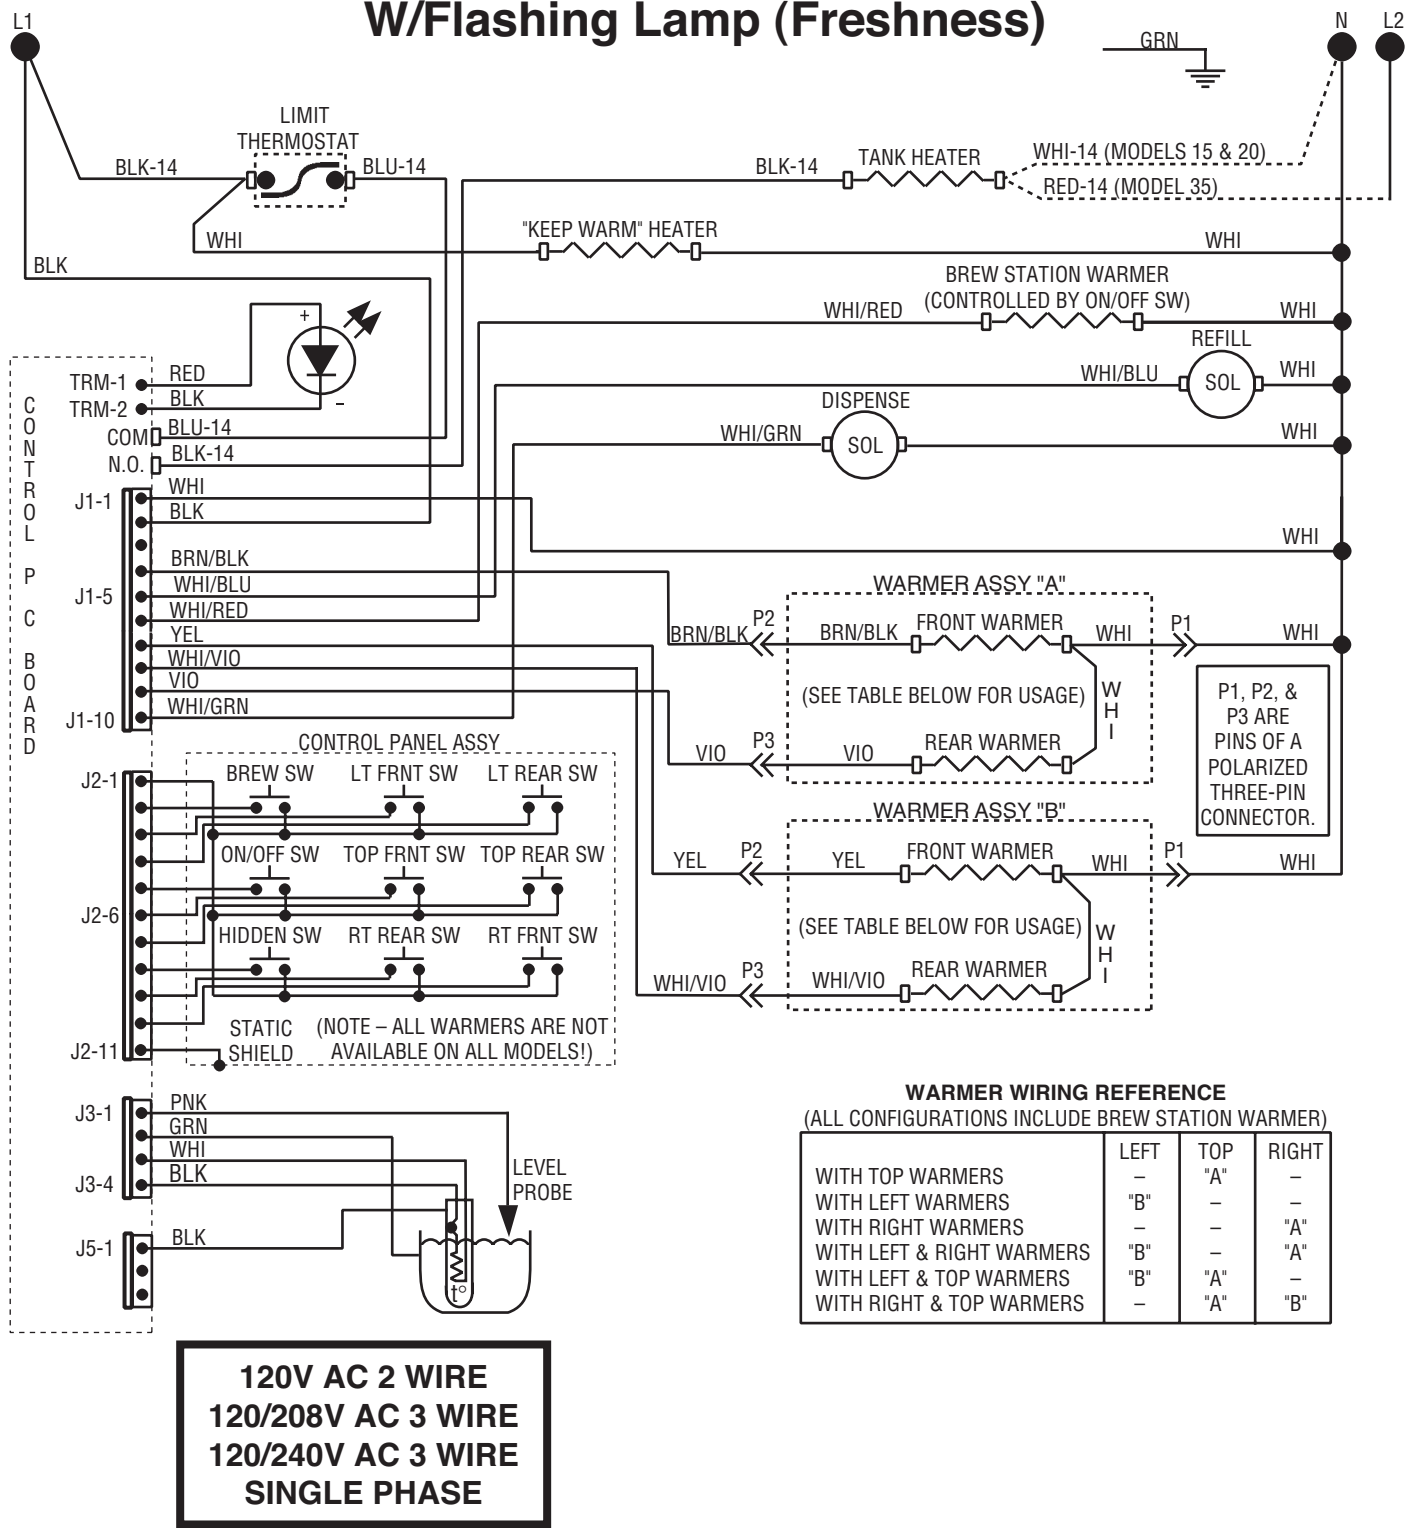 W/Flashing Lamp (Freshness)
L1
N
L2
GRN
LIMIT
THERMOSTAT
BLK-14
BLU-14
BLK-14
TANK HEATER
WHI-14 (MODELS 15 & 20)
RED-14 (MODEL 35)
WHI
"KEEP WARM" HEATER
WHI
BLK
BREW STATION WARMER
(CONTROLLED BY ON/OFF SW)
WHI/RED
WHI
REFILL
+
–
WHI/BLU
SOL
WHI
DISPENSE
WHI/GRN
SOL
WHI
CONTROL P C BOARD
TRM-1
RED
TRM-2
BLK
COM
BLU-14
N.O.
BLK-14
J1-1
WHI
BLK
WHI
BRN/BLK
J1-5
WHI/BLU
WHI/RED
YEL
WHI/VIO
VIO
J1-10
WHI/GRN
WARMER ASSY "A"
BRN/BLK
P2
BRN/BLK
FRONT WARMER
WHI
P1
WHI
(SEE TABLE BELOW FOR USAGE)
WHI
VIO
P3
VIO
REAR WARMER
P1, P2, &
P3 ARE
PINS OF A
POLARIZED
THREE-PIN
CONNECTOR.
WARMER ASSY "B"
YEL
P2
YEL
FRONT WARMER
WHI
P1
WHI
(SEE TABLE BELOW FOR USAGE)
WHI
WHI/VIO
P3
WHI/VIO
REAR WARMER
CONTROL PANEL ASSY
J2-1
BREW SW
LT FRNT SW
LT REAR SW
ON/OFF SW
TOP FRNT SW
TOP REAR SW
J2-6
HIDDEN SW
RT REAR SW
RT FRNT SW
J2-11
STATIC
SHIELD
(NOTE – ALL WARMERS ARE NOT
AVAILABLE ON ALL MODELS!)
J3-1
PNK
GRN
WHI
J3-4
BLK
LEVEL
PROBE
J5-1
BLK
t°
WARMER WIRING REFERENCE
(ALL CONFIGURATIONS INCLUDE BREW STATION WARMER)
LEFT TOP RIGHT
WITH TOP WARMERS – "A" –
WITH LEFT WARMERS "B" – –
WITH RIGHT WARMERS – – "A"
WITH LEFT & RIGHT WARMERS "B" – "A"
WITH LEFT & TOP WARMERS "B" "A" –
WITH RIGHT & TOP WARMERS – "A" "B"
120V AC 2 WIRE
120/208V AC 3 WIRE
120/240V AC 3 WIRE
SINGLE PHASE